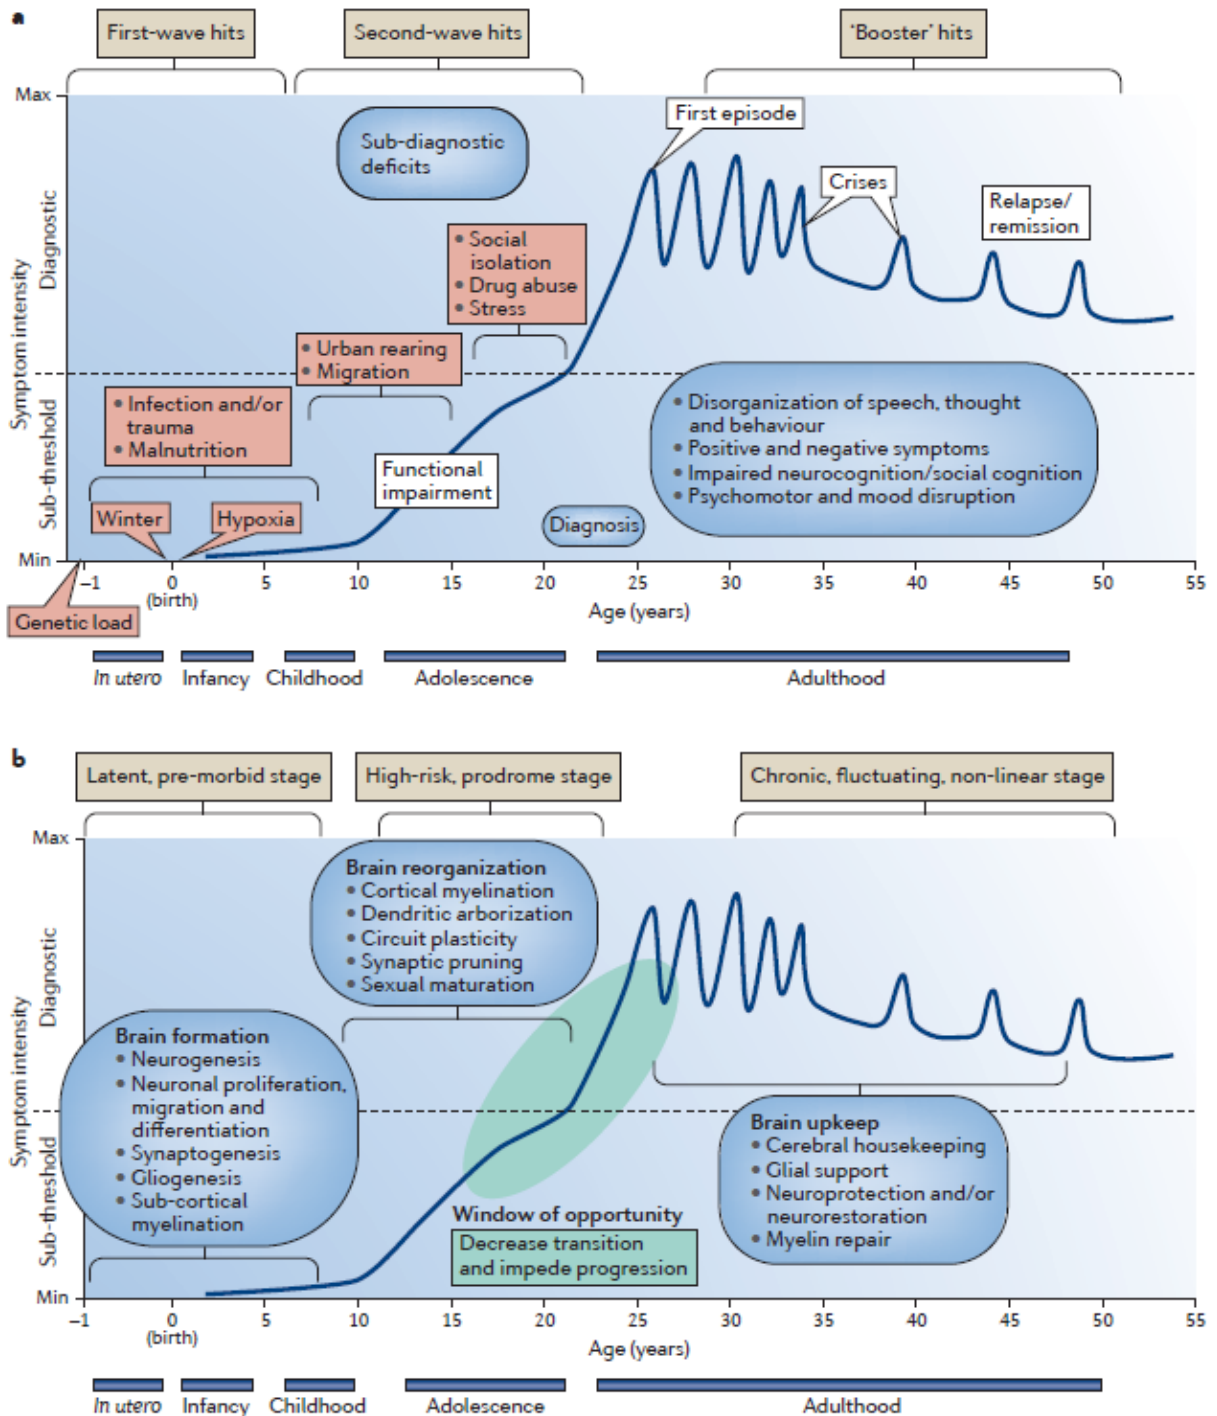 a
First-wave hits
Second-wave hits
'Booster' hits
Max
First episode
Sub-diagnostic
deficits
Crises
Relapse/
remission
Diagnostic
Symptom intensity
Sub-threshold
• Social
isolation
• Drug abuse
• Stress
• Urban rearing
• Migration
• Infection and/or
trauma
• Malnutrition
• Disorganization of speech, thought
and behaviour
• Positive and negative symptoms
• Impaired neurocognition/social cognition
• Psychomotor and mood disruption
Functional
impairment
Winter
Hypoxia
Diagnosis
Min
–1 0 5 10 15 20 25 30 35 40 45 50 55
(birth)
Age (years)
Genetic load
In utero Infancy Childhood Adolescence Adulthood
b
Latent, pre-morbid stage
High-risk, prodrome stage
Chronic, fluctuating, non-linear stage
Max
Brain reorganization
• Cortical myelination
• Dendritic arborization
• Circuit plasticity
• Synaptic pruning
• Sexual maturation
Diagnostic
Symptom intensity
Sub-threshold
Brain formation
• Neurogenesis
• Neuronal proliferation,
migration and
differentiation
• Synaptogenesis
• Gliogenesis
• Sub-cortical
myelination
Brain upkeep
• Cerebral housekeeping
• Glial support
• Neuroprotection and/or
neurorestoration
• Myelin repair
Window of opportunity
Decrease transition
and impede progression
Min
–1 0 5 10 15 20 25 30 35 40 45 50 55
(birth)
Age (years)
In utero Infancy Childhood Adolescence Adulthood